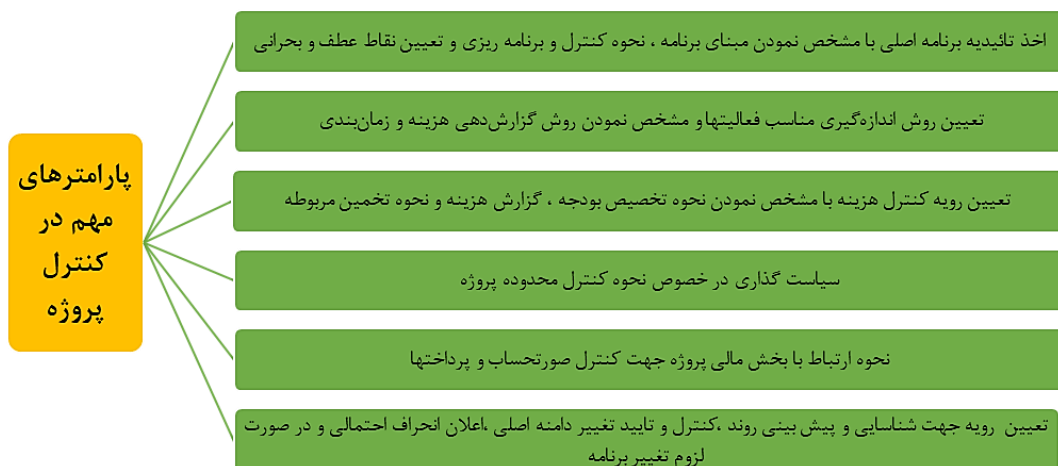 پارامترهای
مهم در
کنترل
پروژه
اخذ تائیدیه برنامه اصلی با مشخص نمودن مبنای برنامه ، نحوه کنترل و برنامه ریزی و تعیین نقاط عطف و بحرانی
تعیین روش اندازه‌گیری مناسب فعالیتها و مشخص نمودن روش گزارش‌دهی هزینه و زمان‌بندی
تعیین رویه کنترل هزینه با مشخص نمودن نحوه تخصیص بودجه ، گزارش هزینه و نحوه تخمین مربوطه
سیاست گذاری در خصوص نحوه کنترل محدوده پروژه
نحوه ارتباط با بخش مالی پروژه جهت کنترل صورتحساب و پرداختها
تعیین رویه جهت شناسایی و پیش بینی روند ،کنترل و تایید تغییر دامنه اصلی ،اعلان انحراف احتمالی و در صورت
لزوم تغییر برنامه